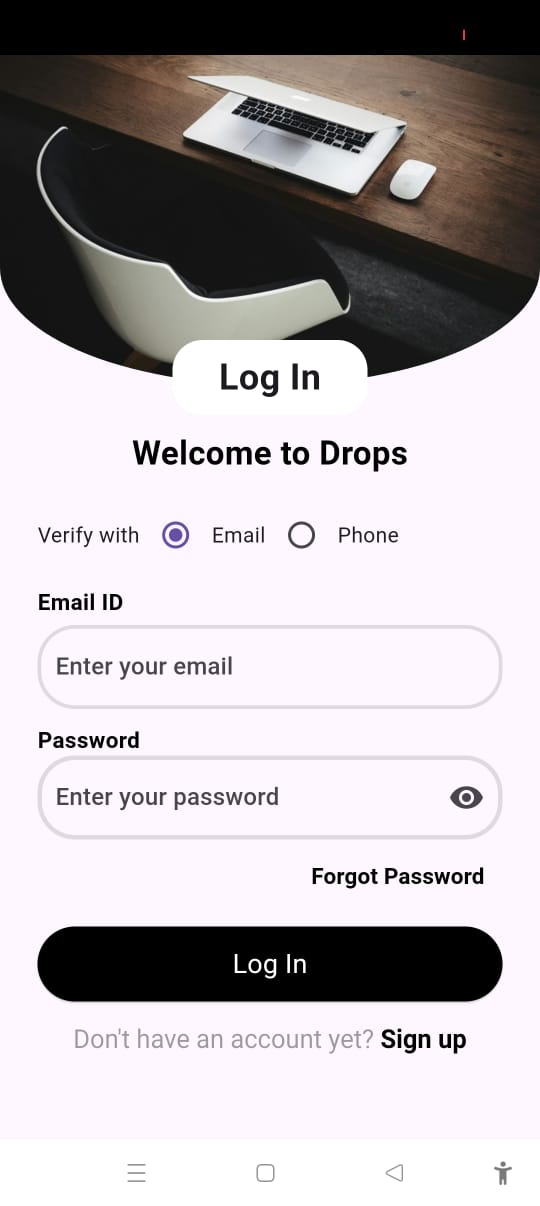 Log In
Welcome to Drops
Verify with Email Phone
Email ID
Enter your email
Password
Enter your password
Forgot Password
Log In
Don't have an account yet? Sign up